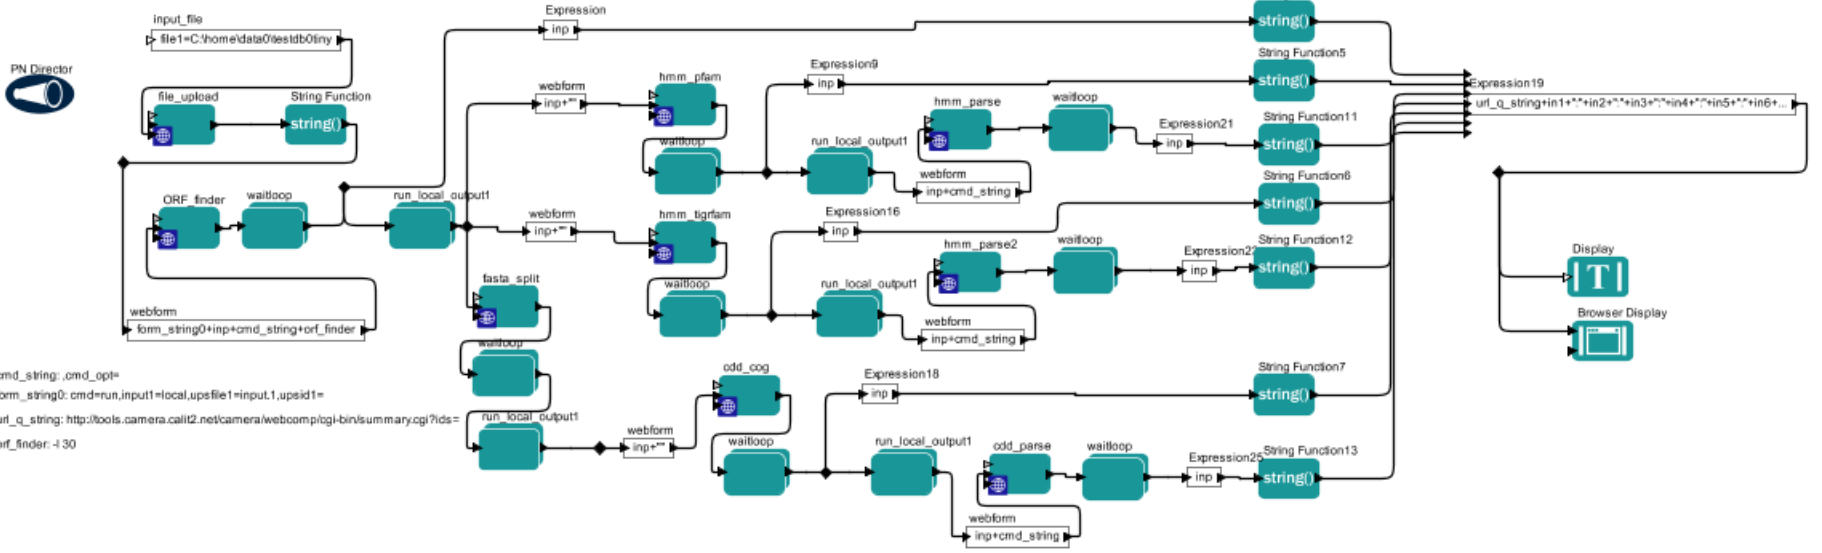 input_file
file1=C:\home\data0\testdb0tiny
PN Director
file_upload
String Function
string()
ORF_finder
waitloop
run_local_output1
webform
form_string0+inp+cmd_string+orf_finder
cmd_string: ,cmd_opt=
form_string0: cmd=run,input1=local,upsfile1=input.1,upsid1=
url_q_string: http://tools.camera.calit2.net/camera/webcomp/cgi-bin/summary.cgi?ids=
orf_finder: -l 30
Expression
inp
string()
webform
inp+""
hmm_pfam
waitloop
Expression9
inp
String Function5
string()
run_local_output1
webform
inp+cmd_string
hmm_parse
waitloop
Expression21
inp
String Function11
string()
webform
inp+""
hmm_tigrfam
waitloop
Expression16
inp
String Function6
string()
run_local_output1
webform
inp+cmd_string
hmm_parse2
waitloop
inp
String Function12
string()
fasta_split
waitloop
run_local_output1
webform
inp+""
cdd_cog
waitloop
Expression18
inp
String Function7
string()
run_local_output1
webform
inp+cmd_string
cdd_parse
waitloop
Expression25
inp
String Function13
string()
Expression19
url_q_string+in1+":"+in2+":"+in3+":"+in4+":"+in5+":"+in6+...
Display
T
Browser Display